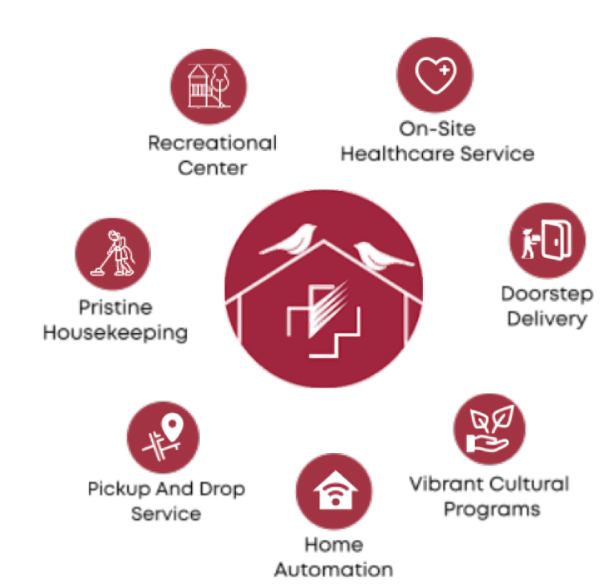 Recreational
Center
On-Site
Healthcare Service
Pristine
Housekeeping
Doorstep
Delivery
Pickup And Drop
Service
Vibrant Cultural
Programs
Home
Automation